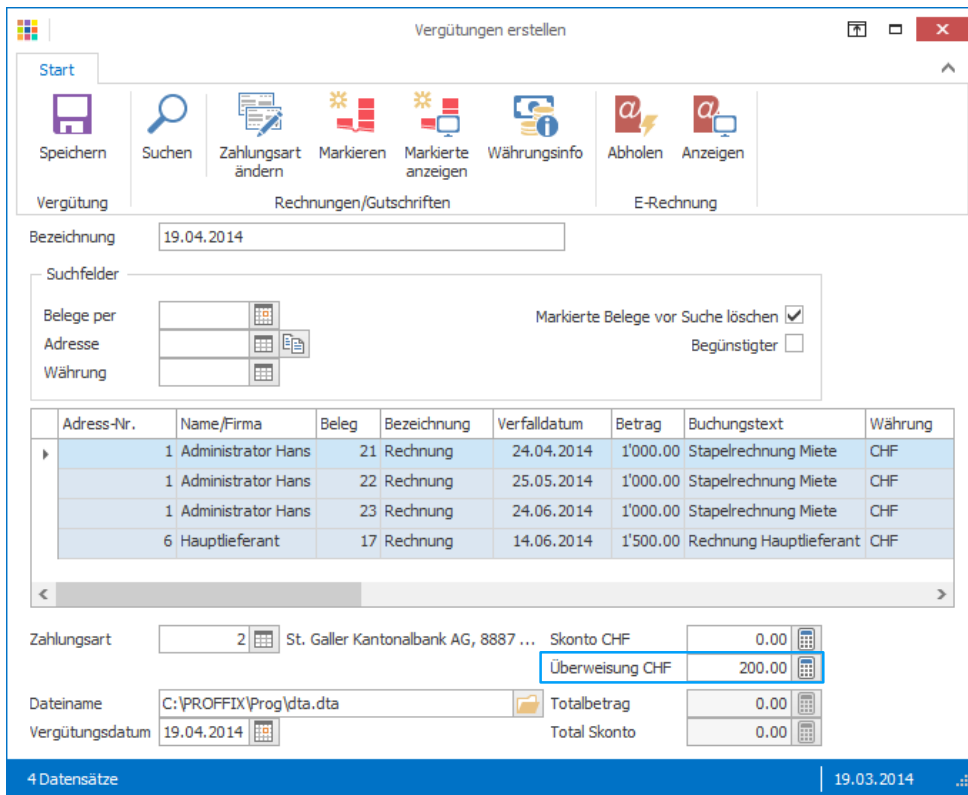 Vergütungen erstellen
Start
Speichern Suchen Zahlungsart ändern Markieren Markierte anzeigen Währungsinfo Abholen Anzeigen
Vergütung Rechnungen/Gutschriften E-Rechnung
Bezeichnung 19.04.2014
Suchfelder
Belege per Markierte Belege vor Suche löschen
Adresse Begünstigter
Währung
Adress-Nr. Name/Firma Beleg Bezeichnung Verfalldatum Betrag Buchungstext Währung
1 Administrator Hans 21 Rechnung 24.04.2014 1'000.00 Stapelrechnung Miete CHF
1 Administrator Hans 22 Rechnung 25.05.2014 1'000.00 Stapelrechnung Miete CHF
1 Administrator Hans 23 Rechnung 24.06.2014 1'000.00 Stapelrechnung Miete CHF
6 Hauptlieferant 17 Rechnung 14.06.2014 1'500.00 Rechnung Hauptlieferant CHF
Zahlungsart 2 St. Galler Kantonalbank AG, 8887 ... Skonto CHF 0.00
Überweisung CHF 200.00
Dateiname C:\PROFFIX\Prog\dta.dta Totalbetrag 0.00
Vergütungsdatum 19.04.2014 Total Skonto 0.00
4 Datensätze 19.03.2014